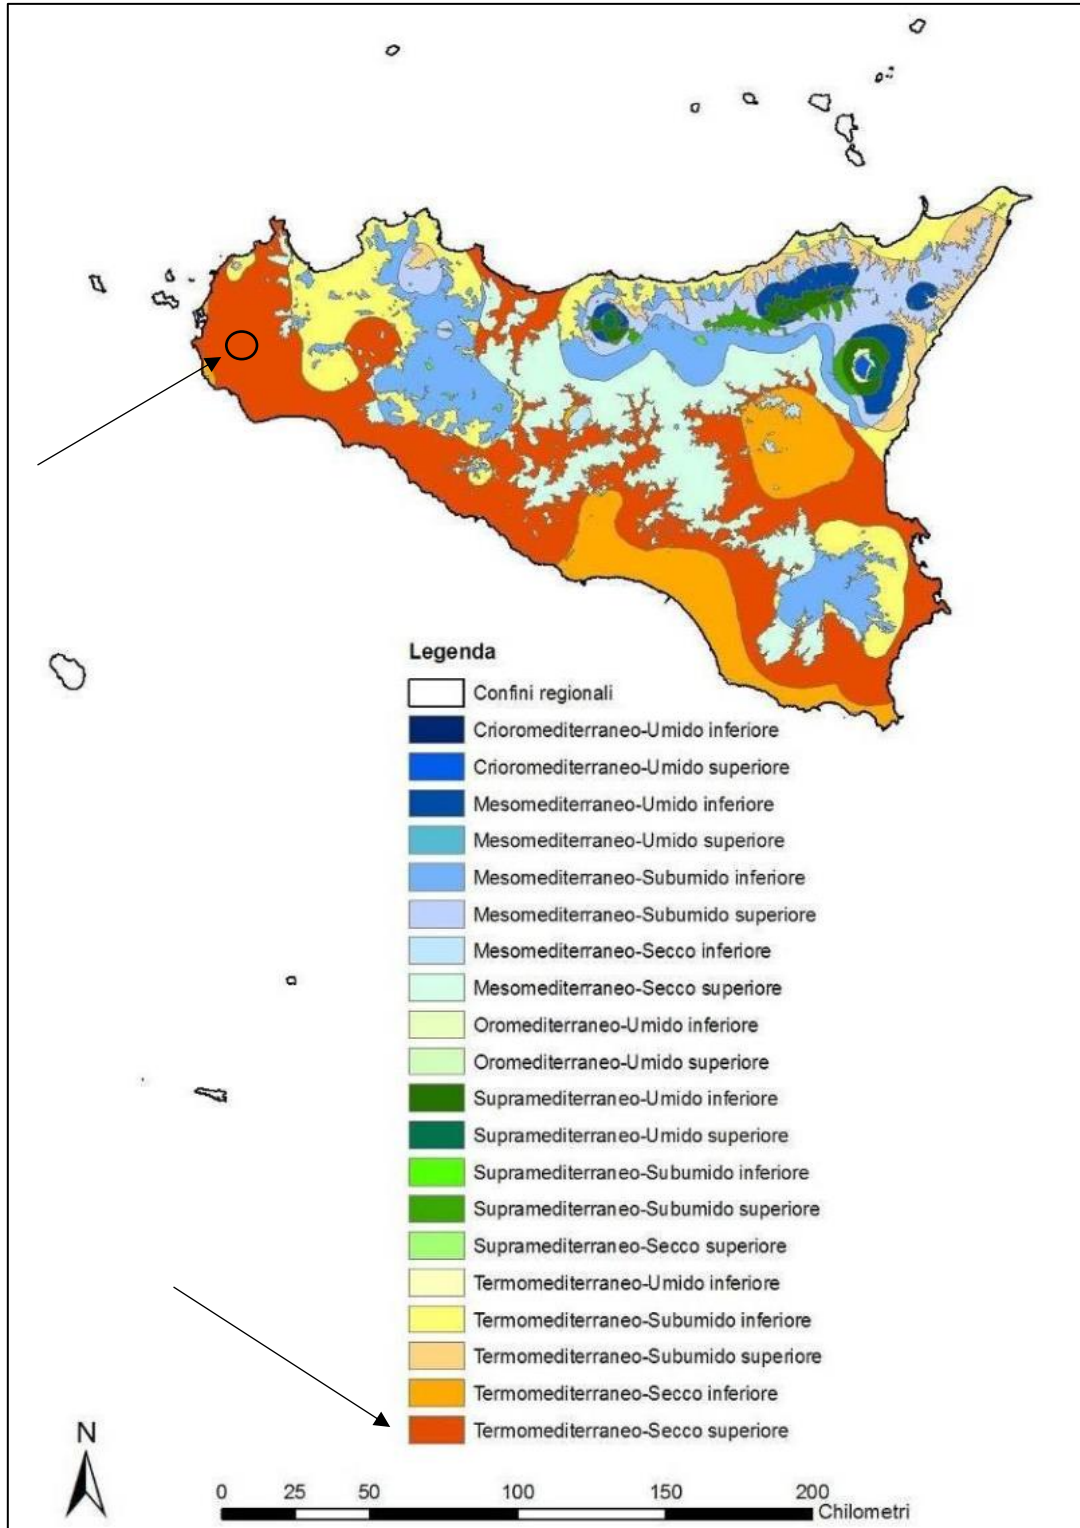 Legenda
Confini regionali
Crioromediterraneo-Umido inferiore
Crioromediterraneo-Umido superiore
Mesomediterraneo-Umido inferiore
Mesomediterraneo-Umido superiore
Mesomediterraneo-Subumido inferiore
Mesomediterraneo-Subumido superiore
Mesomediterraneo-Secco inferiore
Mesomediterraneo-Secco superiore
Oromediterraneo-Umido inferiore
Oromediterraneo-Umido superiore
Supramediterraneo-Umido inferiore
Supramediterraneo-Umido superiore
Supramediterraneo-Subumido inferiore
Supramediterraneo-Subumido superiore
Supramediterraneo-Secco superiore
Termomediterraneo-Umido inferiore
Termomediterraneo-Subumido inferiore
Termomediterraneo-Subumido superiore
Termomediterraneo-Secco inferiore
Termomediterraneo-Secco superiore
N
0 25 50 100 150 200
Chilometri